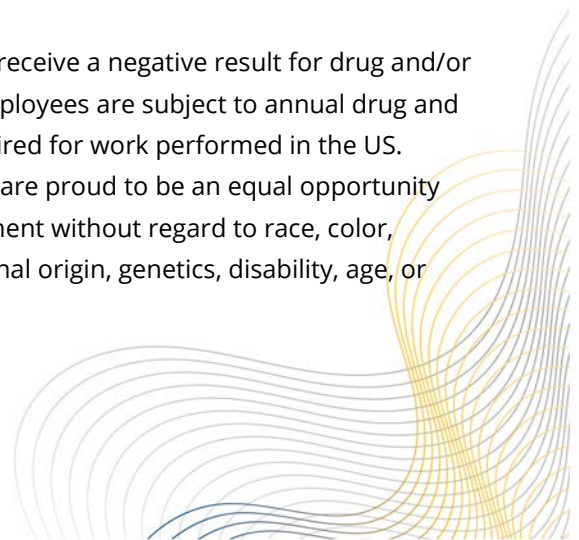 receive a negative result for drug and/or
ployees are subject to annual drug and
ired for work performed in the US.
are proud to be an equal opportunity
nent without regard to race, color,
nal origin, genetics, disability, age, or